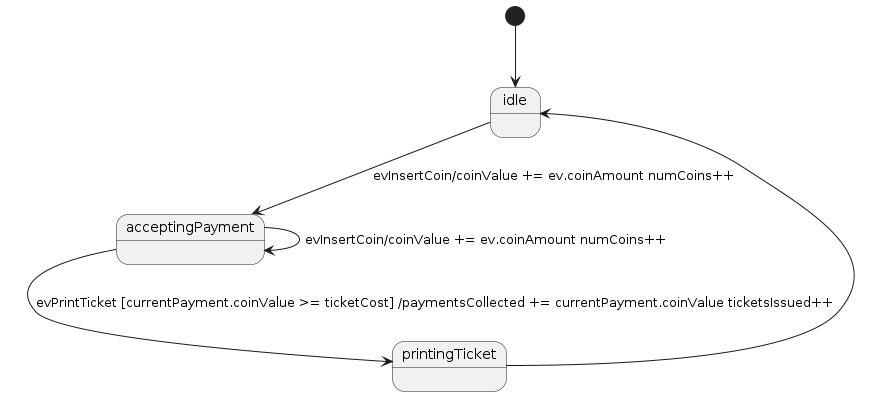 idle
evInsertCoin/coinValue += ev.coinAmount numCoins++
acceptingPayment
evInsertCoin/coinValue += ev.coinAmount numCoins++
evPrintTicket [currentPayment.coinValue >= ticketCost] /paymentsCollected += currentPayment.coinValue ticketsIssued++
printingTicket